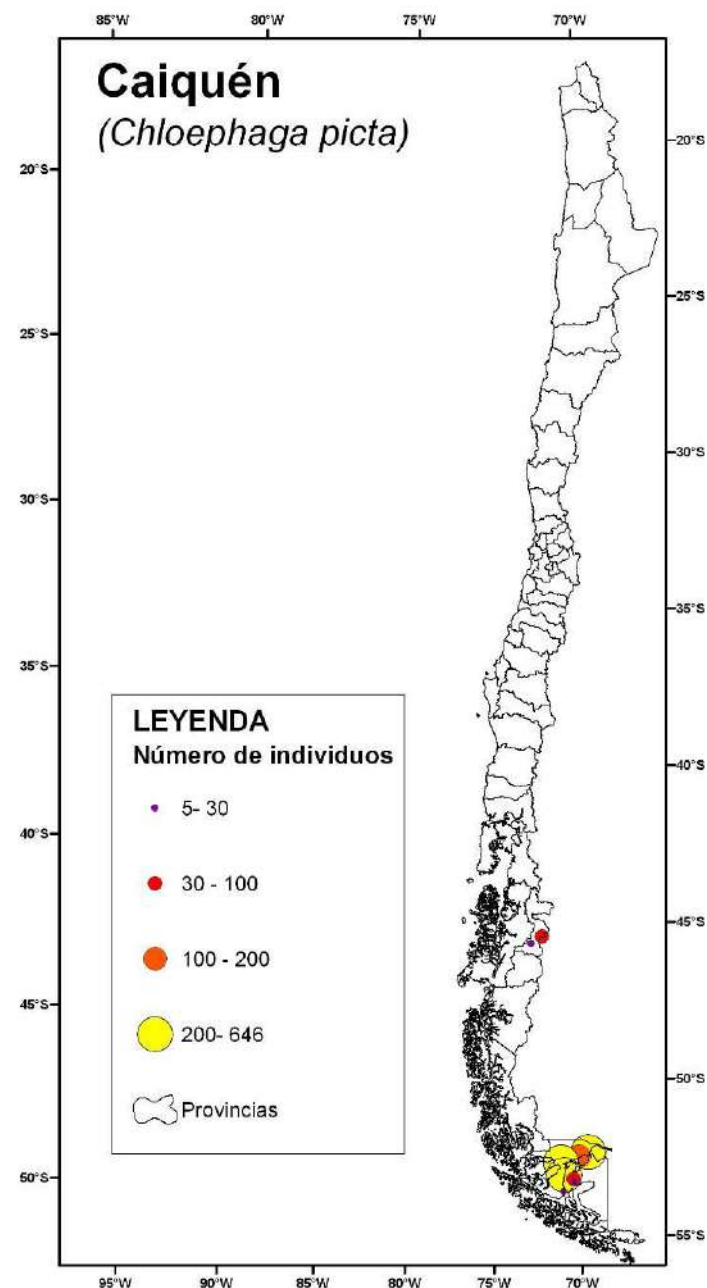 85°W 80°W 75°W 70°W
Caiquén
(Chloephaga picta)
20°S
25°S
30°S
35°S
40°S
45°S
50°S
20°S
25°S
30°S
35°S
40°S
45°S
50°S
55°S
LEYENDA
Número de individuos
5- 30
30 - 100
100 - 200
200- 646
Provincias
95°W 90°W 85°W 80°W 75°W 70°W